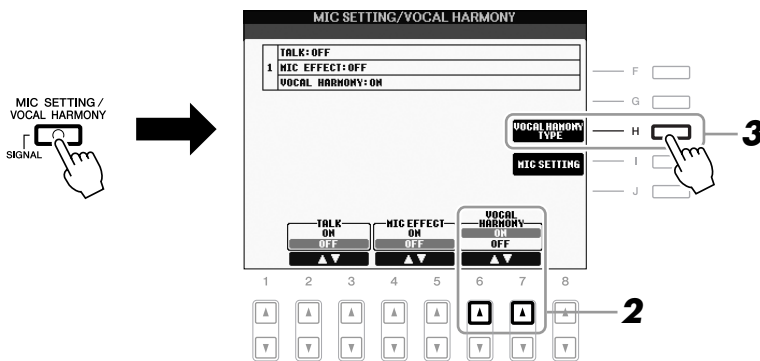 MIC SETTING/VOCAL HARMONY
TALK:OFF
1 MIC EFFECT:OFF
VOCAL HARMONY:ON
F
G
MIC SETTING /
VOCAL HARMONY
SIGNAL
VOCAL HAMONY
TYPE
H
3
MIC SETTING
I
J
TALK
ON
OFF
MIC EFFECT
ON
OFF
VOCAL
HARMONY
ON
OFF
1 2 3 4 5 6 7 8
2